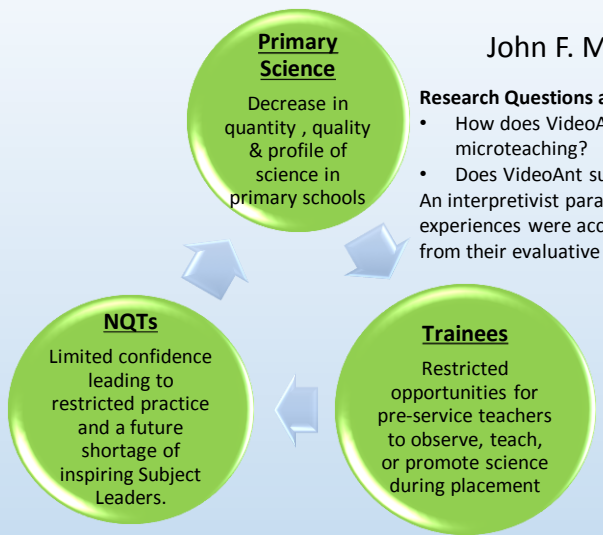 Primary
Science
Decrease in
quantity , quality
& profile of
science in
primary schools
John F. M
Research Questions a
• How does VideoA
microteaching?
• Does VideoAnt su
An interpretivist para
experiences were acc
from their evaluative
Trainees
Restricted
opportunities for
pre-service teachers
to observe, teach,
or promote science
during placement
NQTs
Limited confidence
leading to
restricted practice
and a future
shortage of
inspiring Subject
Leaders.